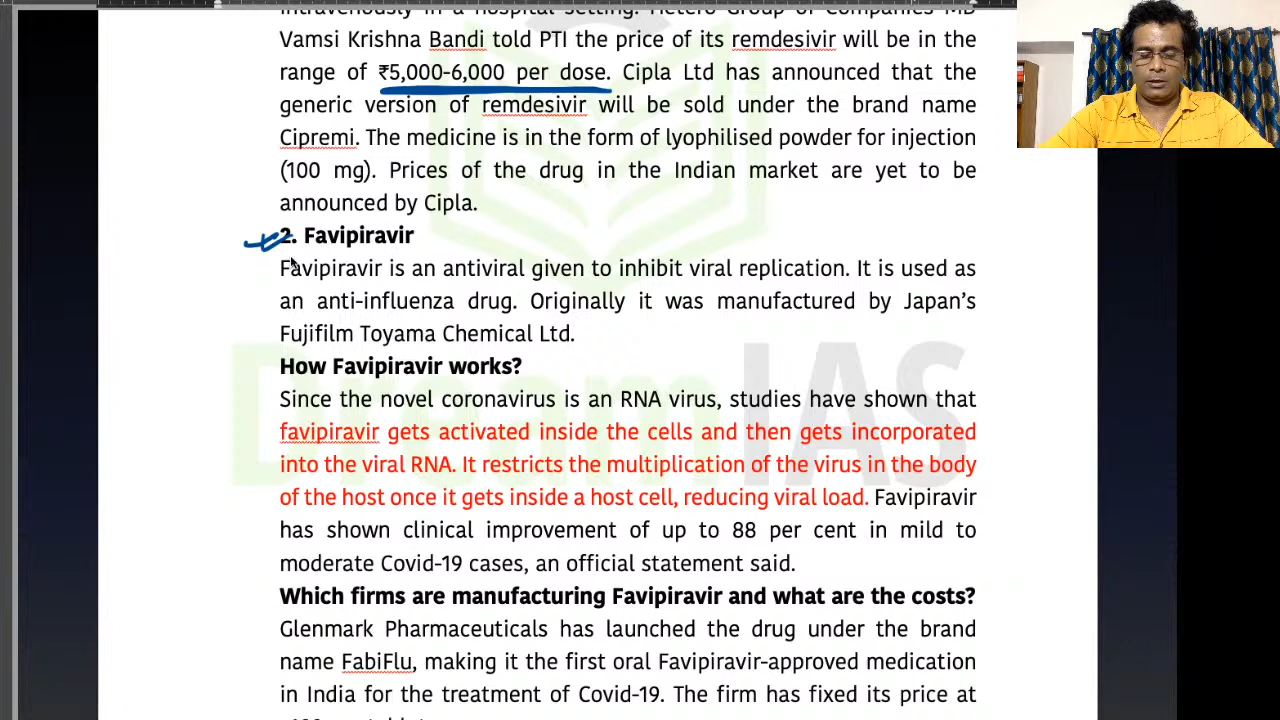 intravenously in a hospital setting. Hetero Group of Companies MD
Vamsi Krishna Bandi told PTI the price of its remdesivir will be in the
range of ₹5,000-6,000 per dose. Cipla Ltd has announced that the
generic version of remdesivir will be sold under the brand name
Cipremi. The medicine is in the form of lyophilised powder for injection
(100 mg). Prices of the drug in the Indian market are yet to be
announced by Cipla.
2. Favipiravir
Favipiravir is an antiviral given to inhibit viral replication. It is used as
an anti-influenza drug. Originally it was manufactured by Japan’s
Fujifilm Toyama Chemical Ltd.
How Favipiravir works?
Since the novel coronavirus is an RNA virus, studies have shown that
favipiravir gets activated inside the cells and then gets incorporated
into the viral RNA. It restricts the multiplication of the virus in the body
of the host once it gets inside a host cell, reducing viral load. Favipiravir
has shown clinical improvement of up to 88 per cent in mild to
moderate Covid-19 cases, an official statement said.
Which firms are manufacturing Favipiravir and what are the costs?
Glenmark Pharmaceuticals has launched the drug under the brand
name FabiFlu, making it the first oral Favipiravir-approved medication
in India for the treatment of Covid-19. The firm has fixed its price at
DreamIAS